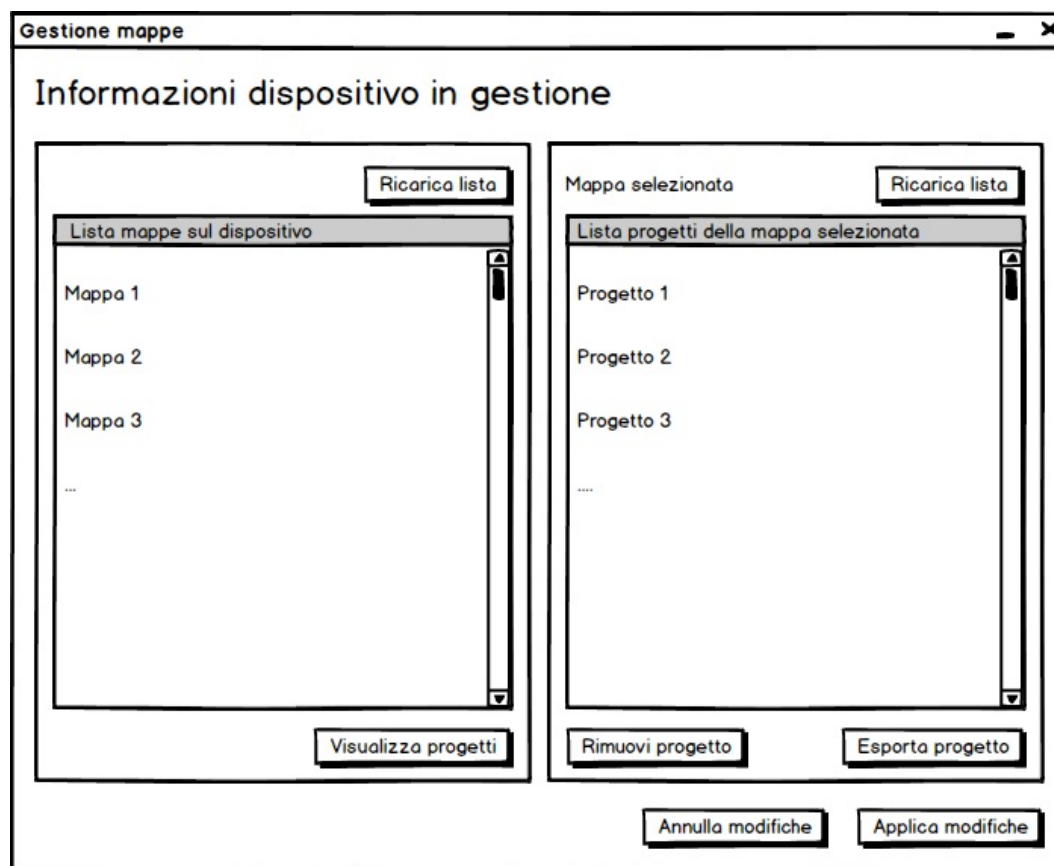 Gestione mappe
Informazioni dispositivo in gestione
Ricarica lista
Lista mappe sul dispositivo
Mappa 1
Mappa 2
Mappa 3
...
Visualizza progetti
Mappa selezionata
Ricarica lista
Lista progetti della mappa selezionata
Progetto 1
Progetto 2
Progetto 3
....
Rimuovi progetto
Esporta progetto
Annulla modifiche
Applica modifiche